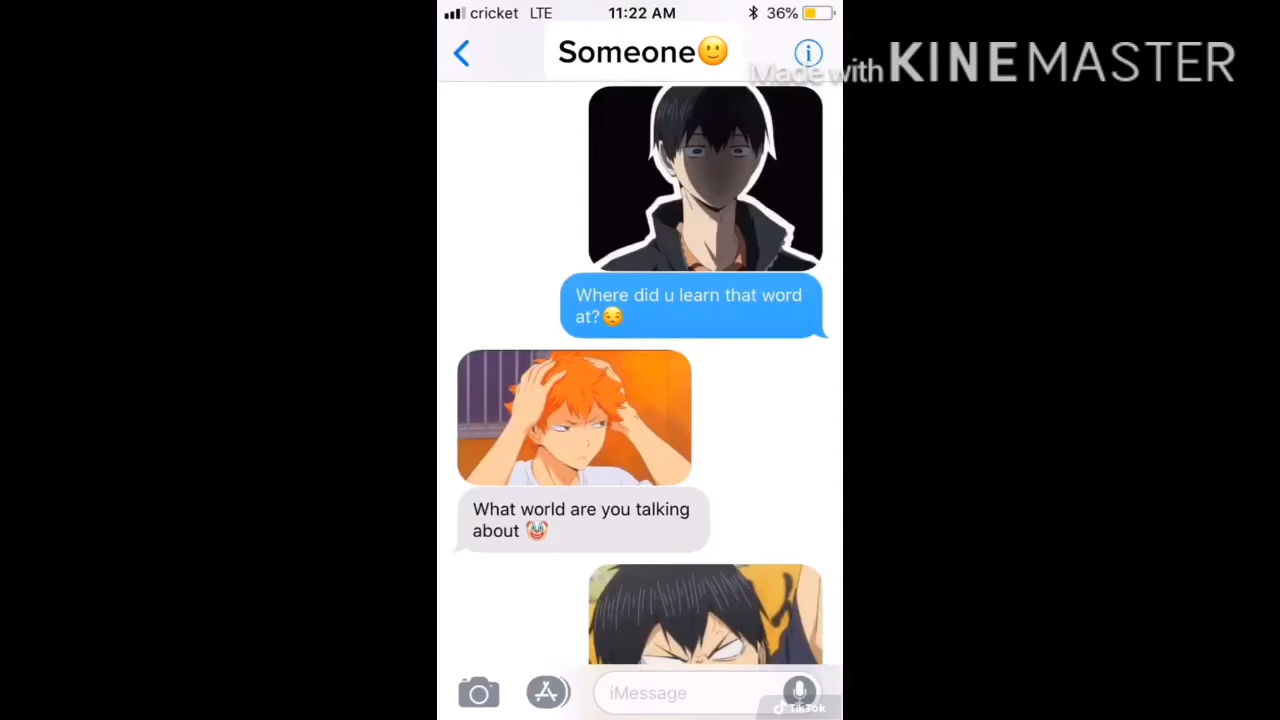 cricket LTE 11:22 AM 36%
Someone🙂
Made with KINEMASTER
Where did u learn that word
at?😒
What world are you talking
about 🤡
iMessage
TikTok